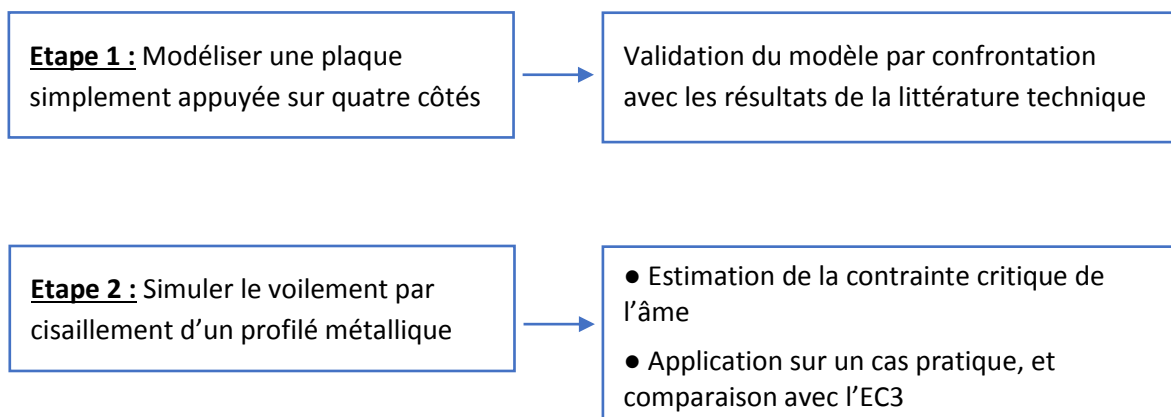 Etape 1 : Modéliser une plaque
simplement appuyée sur quatre côtés
Validation du modèle par confrontation
avec les résultats de la littérature technique
Etape 2 : Simuler le voilement par
cisaillement d’un profilé métallique
● Estimation de la contrainte critique de
l’âme
● Application sur un cas pratique, et
comparaison avec l’EC3